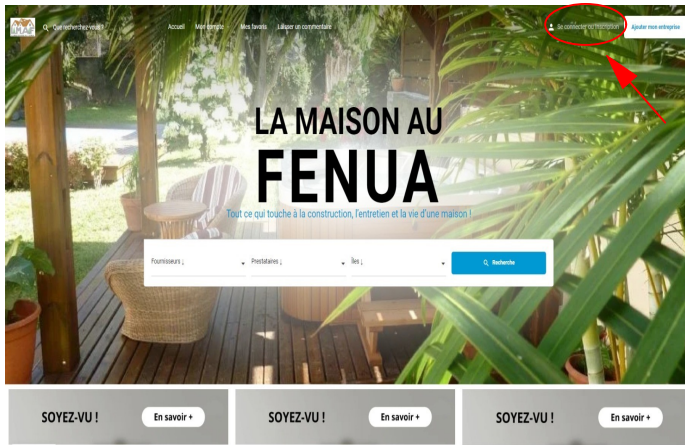 Que recherchez-vous ?
Accueil Mon compte Mes favoris Laisser un commentaire
Se connecter ou Inscription
Ajouter mon entreprise
LA MAISON AU
FENUA
Tout ce qui touche à la construction, l'entretien et la vie d'une maison !
Fournisseurs ¿ Prestataires ¿ Îles ¿ Recherche
SOYEZ-VU ! En savoir + SOYEZ-VU ! En savoir + SOYEZ-VU ! En savoir +